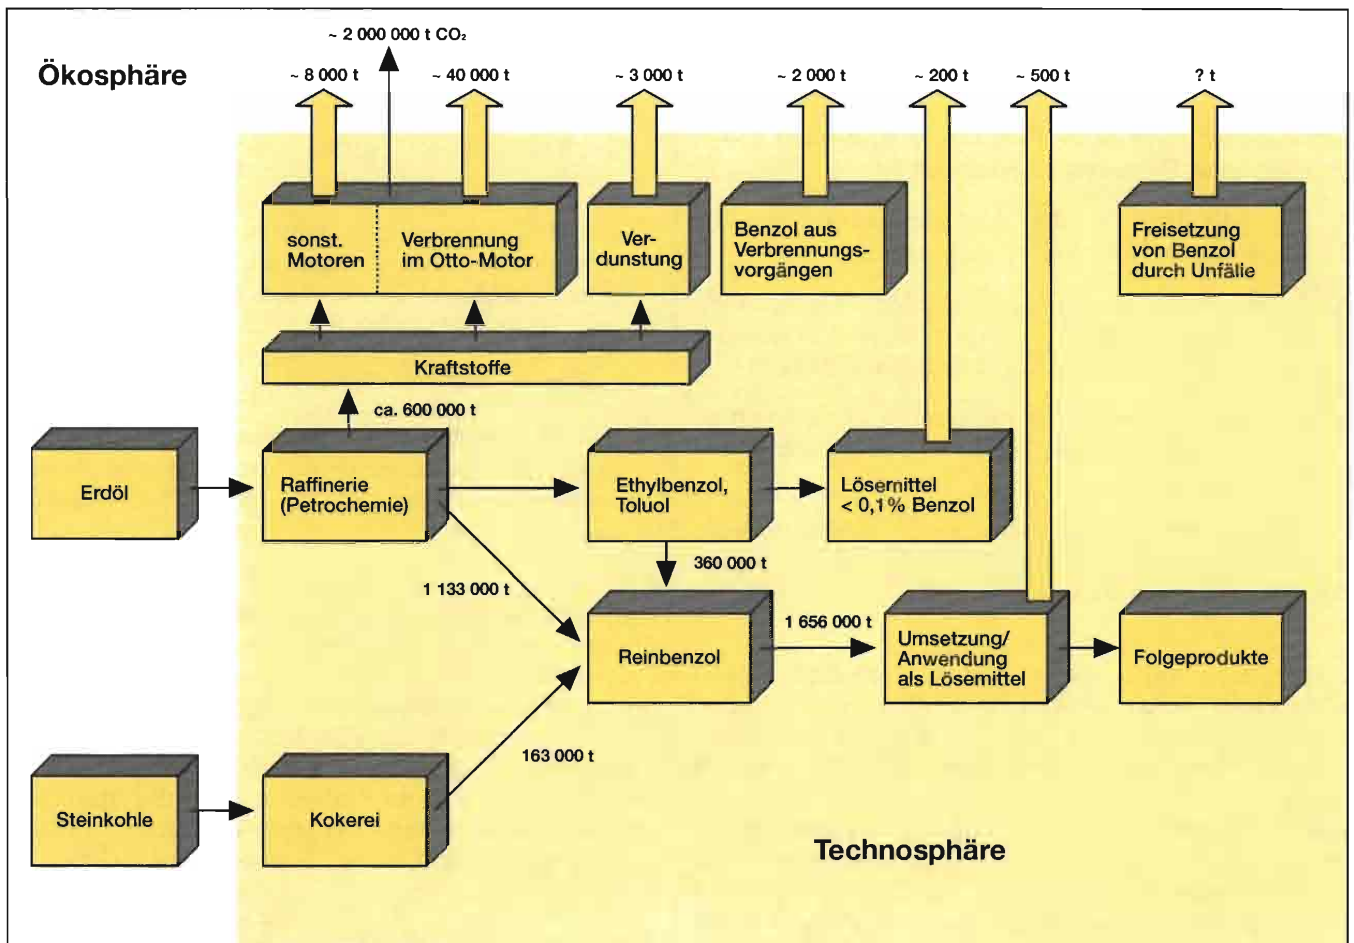 ~ 2 000 000 t CO₂
Ökosphäre
~ 8 000 t
~ 40 000 t
~ 3 000 t
~ 2 000 t
~ 200 t
~ 500 t
? t
sonst.
Motoren
Verbrennung
im Otto-Motor
Ver-
dunstung
Benzol aus
Verbrennungs-
vorgängen
Freisetzung
von Benzol
durch Unfälle
Kraftstoffe
ca. 600 000 t
Erdöl
Raffinerie
(Petrochemie)
Ethylbenzol,
Toluol
Lösemittel
< 0,1% Benzol
360 000 t
1 133 000 t
Reinbenzol
1 656 000 t
Umsetzung/
Anwendung
als Lösemittel
Folgeprodukte
163 000 t
Steinkohle
Kokerei
Technosphäre